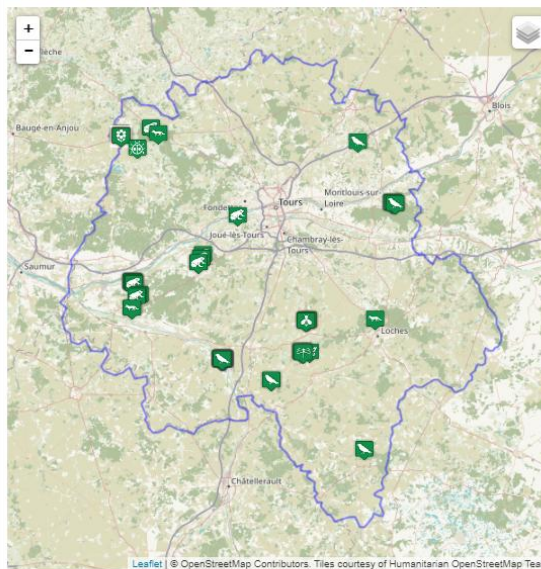 +
−
Blois
Baugé-en-Anjou
Tours
Montlouis-sur-
Loire
Joué-lès-Tours
Chambray-lès-
Tours
Saumur
Loches
Châtellerault
Leaflet | © OpenStreetMap Contributors. Tiles courtesy of Humanitarian OpenStreetMap Tea